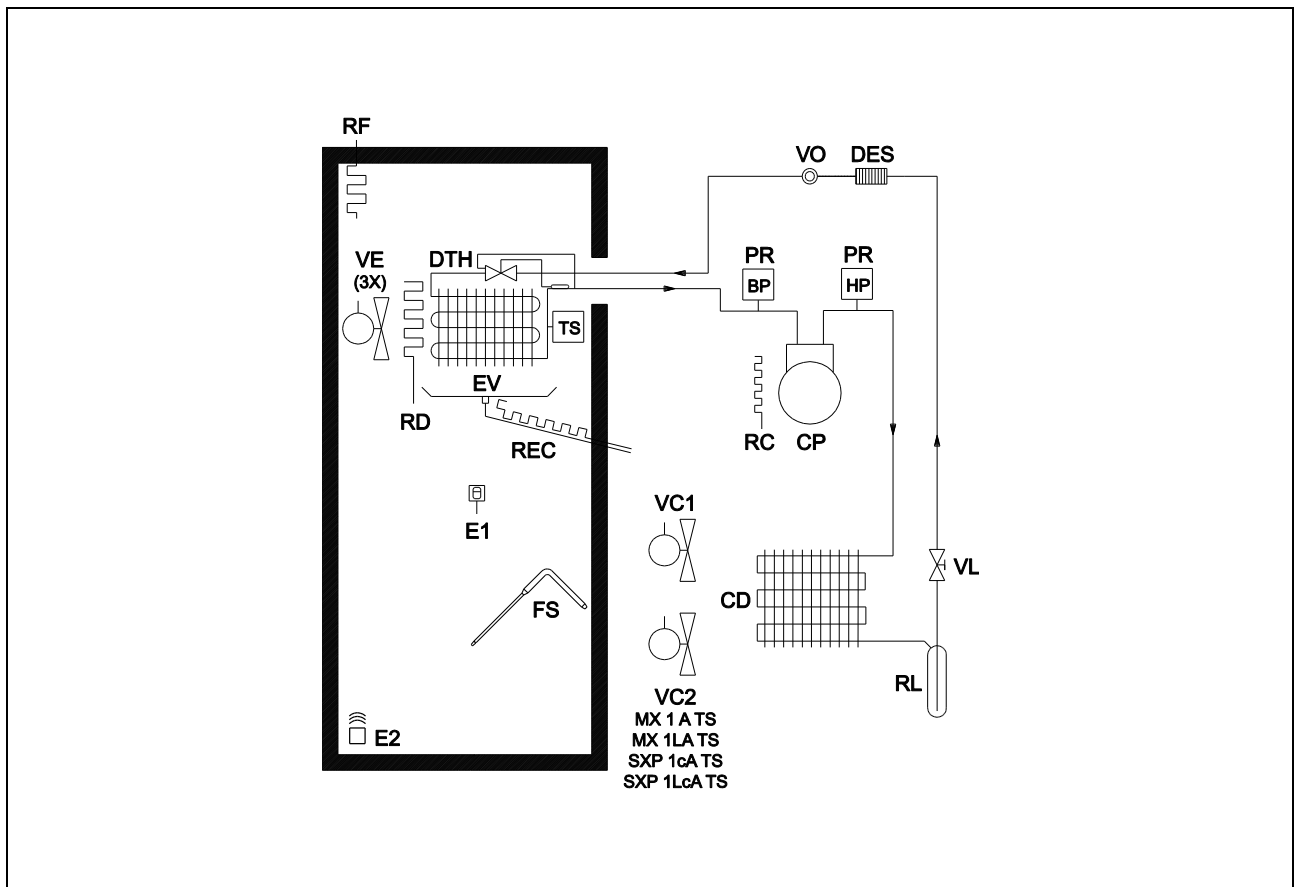 RF
VO
DES
VE
(3X)
DTH
PR
PR
BP
HP
TS
EV
RD
REC
RC
CP
E1
VC1
VL
CD
FS
RL
VC2
MX 1 A TS
MX 1LA TS
SXP 1cA TS
SXP 1LcA TS
E2